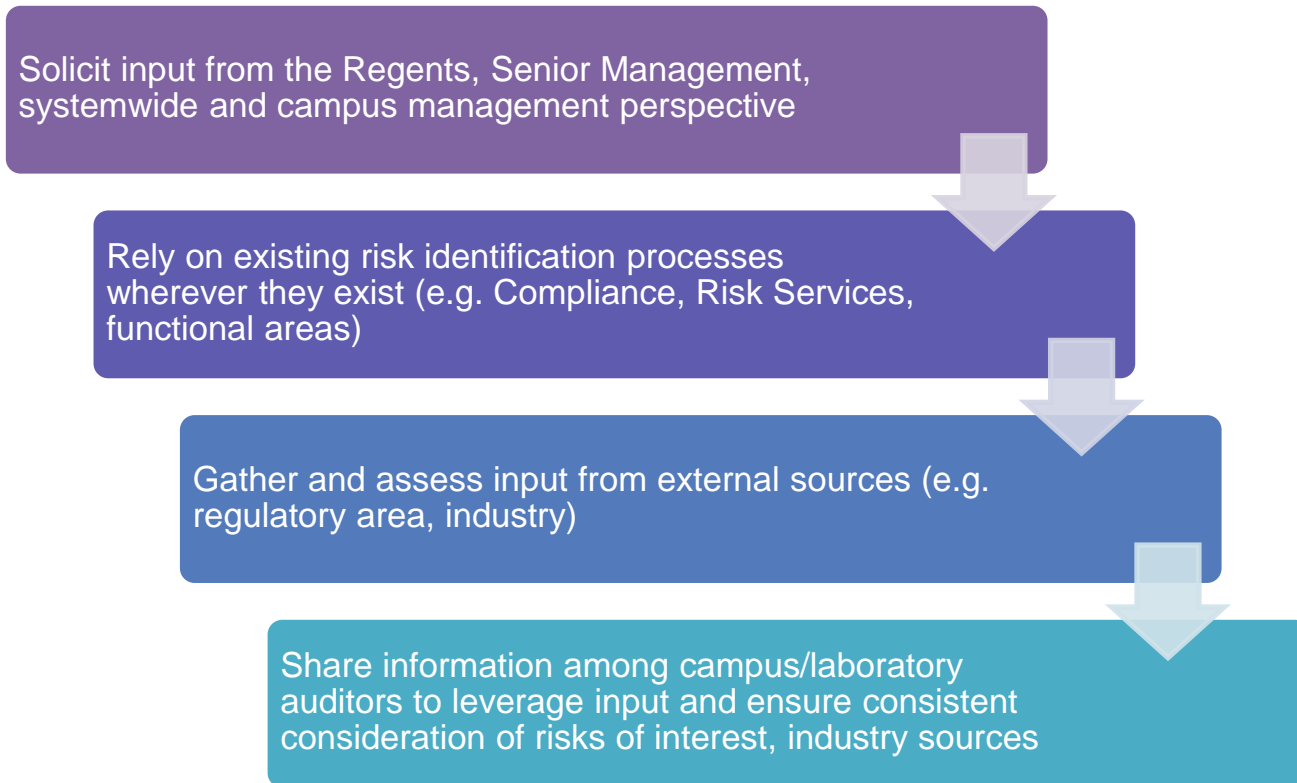 Solicit input from the Regents, Senior Management,
systemwide and campus management perspective
Rely on existing risk identification processes
wherever they exist (e.g. Compliance, Risk Services,
functional areas)
Gather and assess input from external sources (e.g.
regulatory area, industry)
Share information among campus/laboratory
auditors to leverage input and ensure consistent
consideration of risks of interest, industry sources